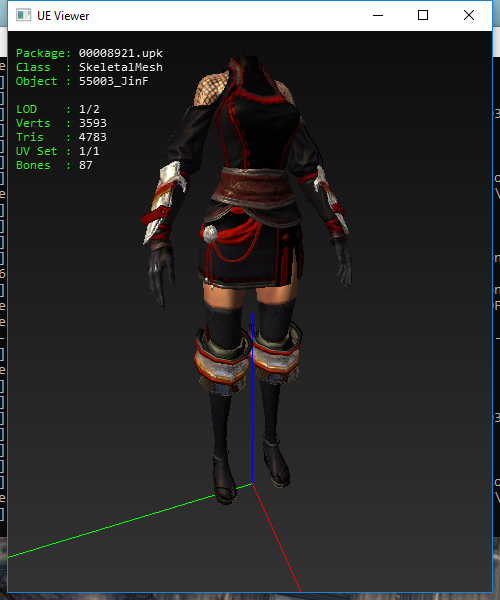 UE Viewer
Package: 00008921.upk
Class  : SkeletalMesh
Object : 55003_JinF
LOD    : 1/2
Verts  : 3593
Tris   : 4783
UV Set : 1/1
Bones  : 87